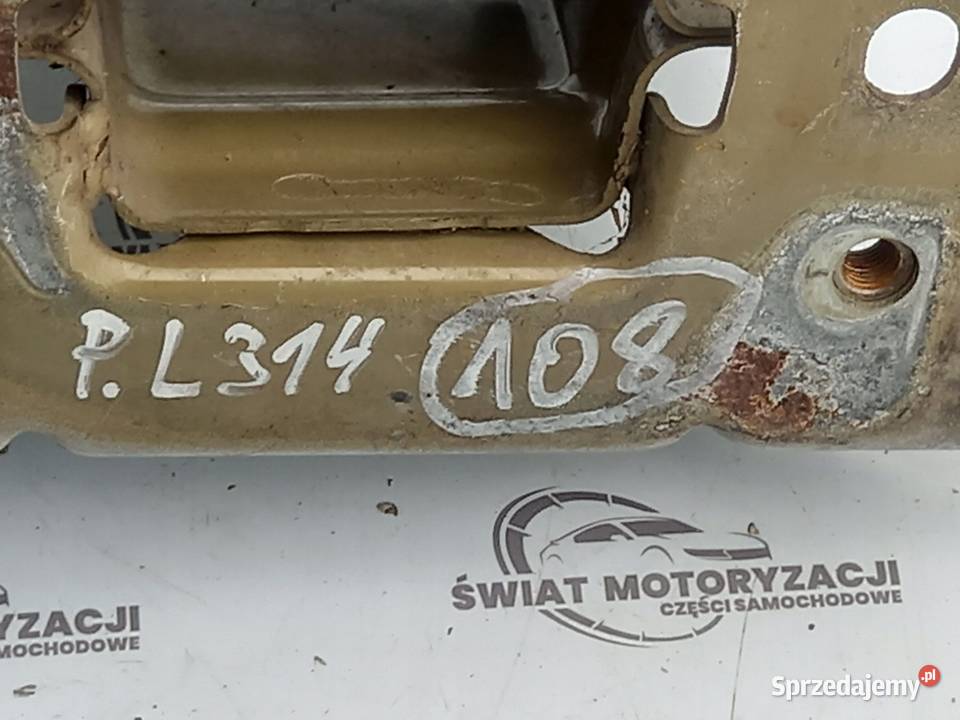 P.L314 108
ŚWIAT MOTORYZACJI
CZĘŚCI SAMOCHODOWE
YZACJI
MOCHODOWE
Sprzedajemy.pl